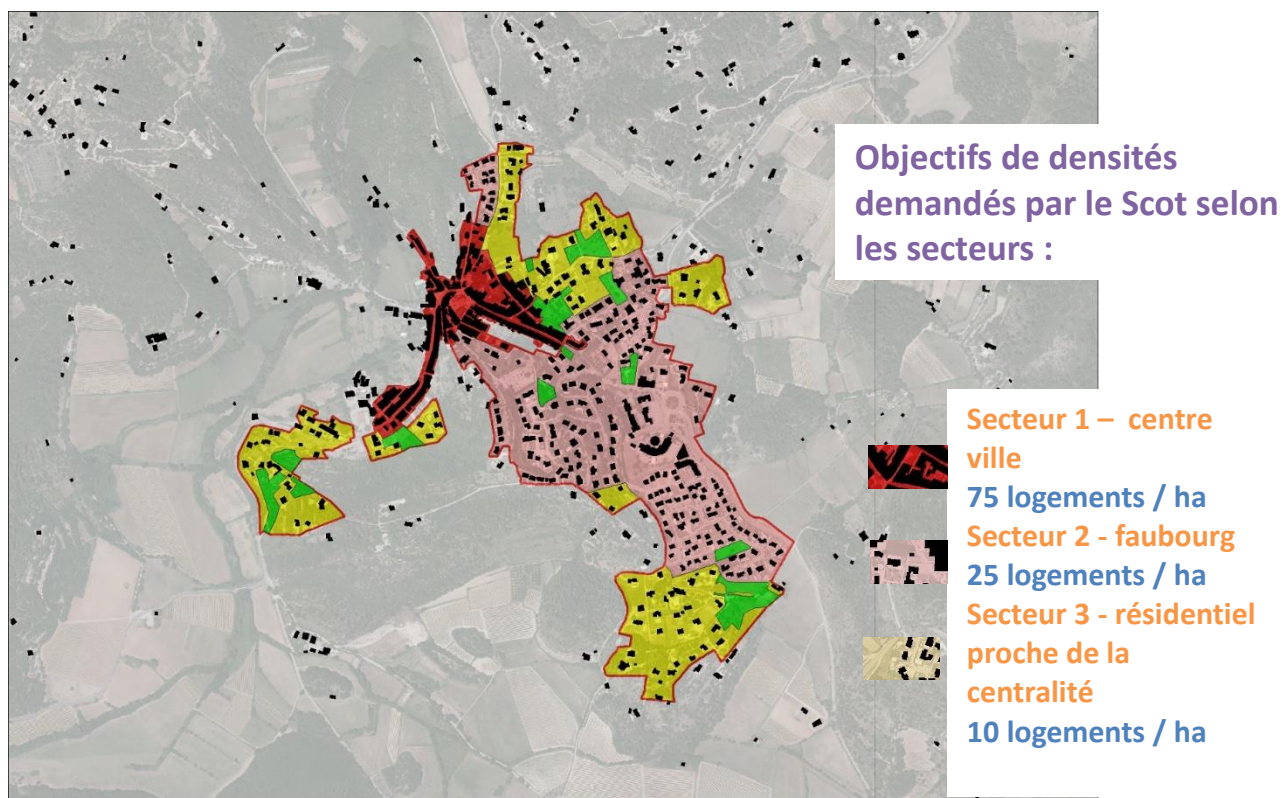 Objectifs de densités
demandés par le Scot selon
les secteurs :
Secteur 1 – centre
ville
75 logements / ha
Secteur 2 - faubourg
25 logements / ha
Secteur 3 - résidentiel
proche de la
centralité
10 logements / ha